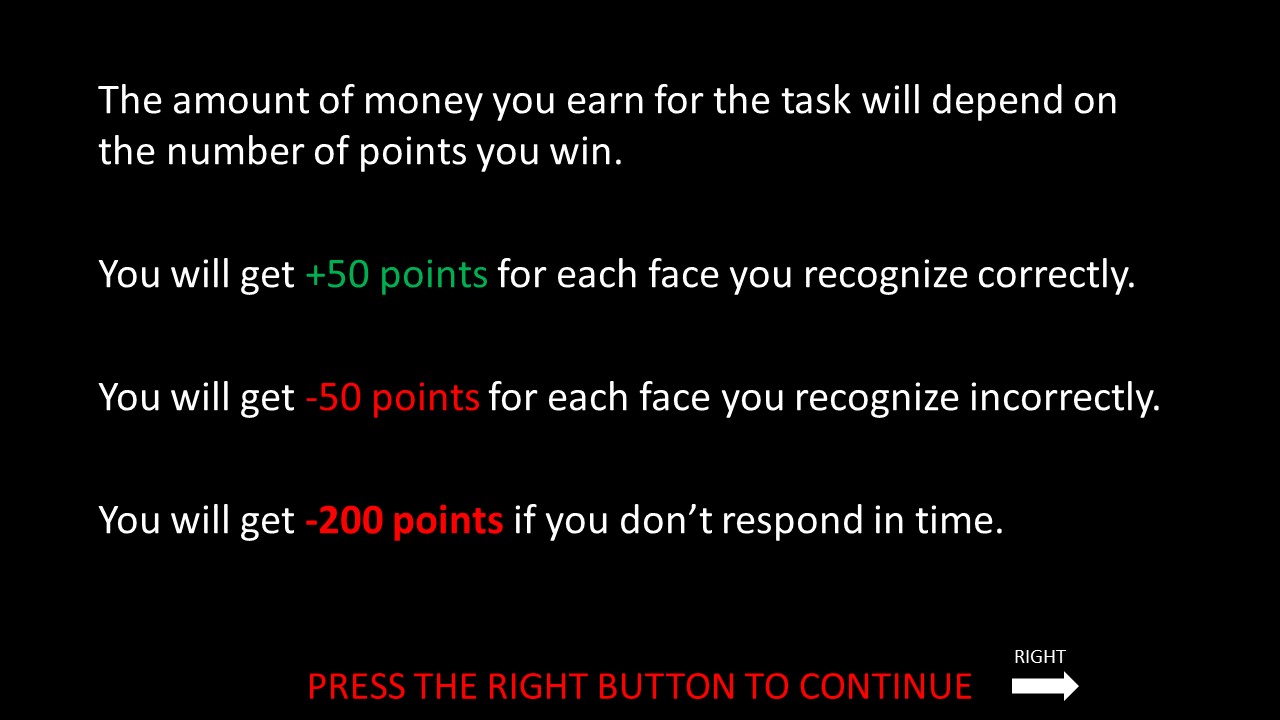 The amount of money you earn for the task will depend on
the number of points you win.
You will get +50 points for each face you recognize correctly.
You will get -50 points for each face you recognize incorrectly.
You will get -200 points if you don’t respond in time.
RIGHT
PRESS THE RIGHT BUTTON TO CONTINUE